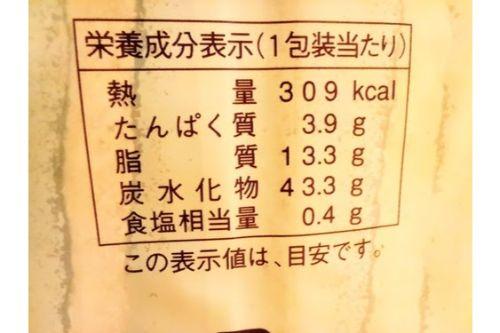 栄養成分表示(1包装当たり)
熱量 309 kcal
たんぱく質 3.9 g
脂質 13.3 g
炭水化物 43.3 g
食塩相当量 0.4 g
この表示値は、目安です。